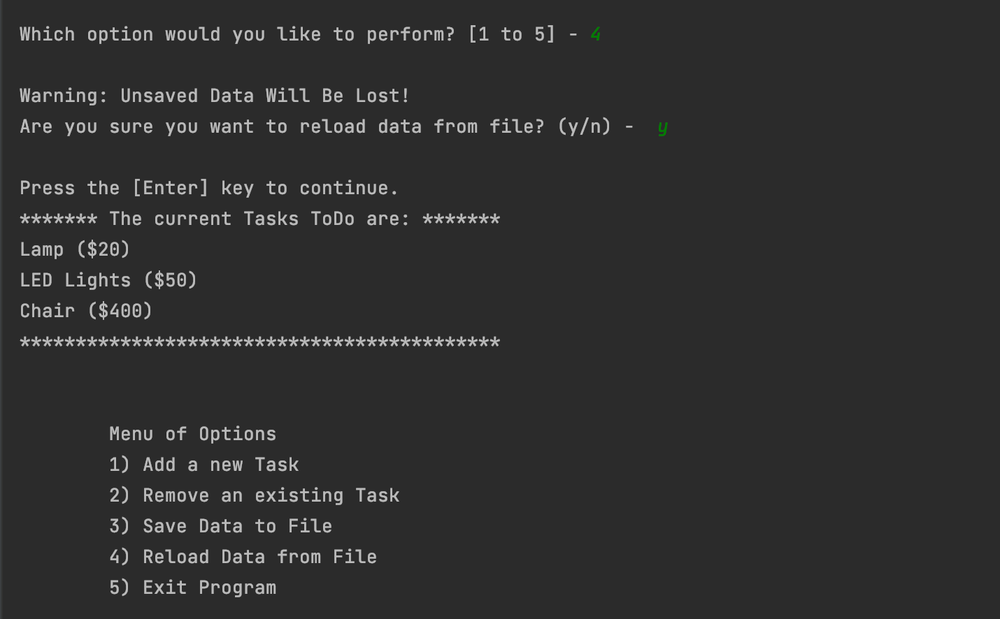 Which option would you like to perform? [1 to 5] - 4
Warning: Unsaved Data Will Be Lost!
Are you sure you want to reload data from file? (y/n) -  y
Press the [Enter] key to continue.
******* The current Tasks ToDo are: *******
Lamp ($20)
LED Lights ($50)
Chair ($400)
*******************************************
Menu of Options
1) Add a new Task
2) Remove an existing Task
3) Save Data to File
4) Reload Data from File
5) Exit Program